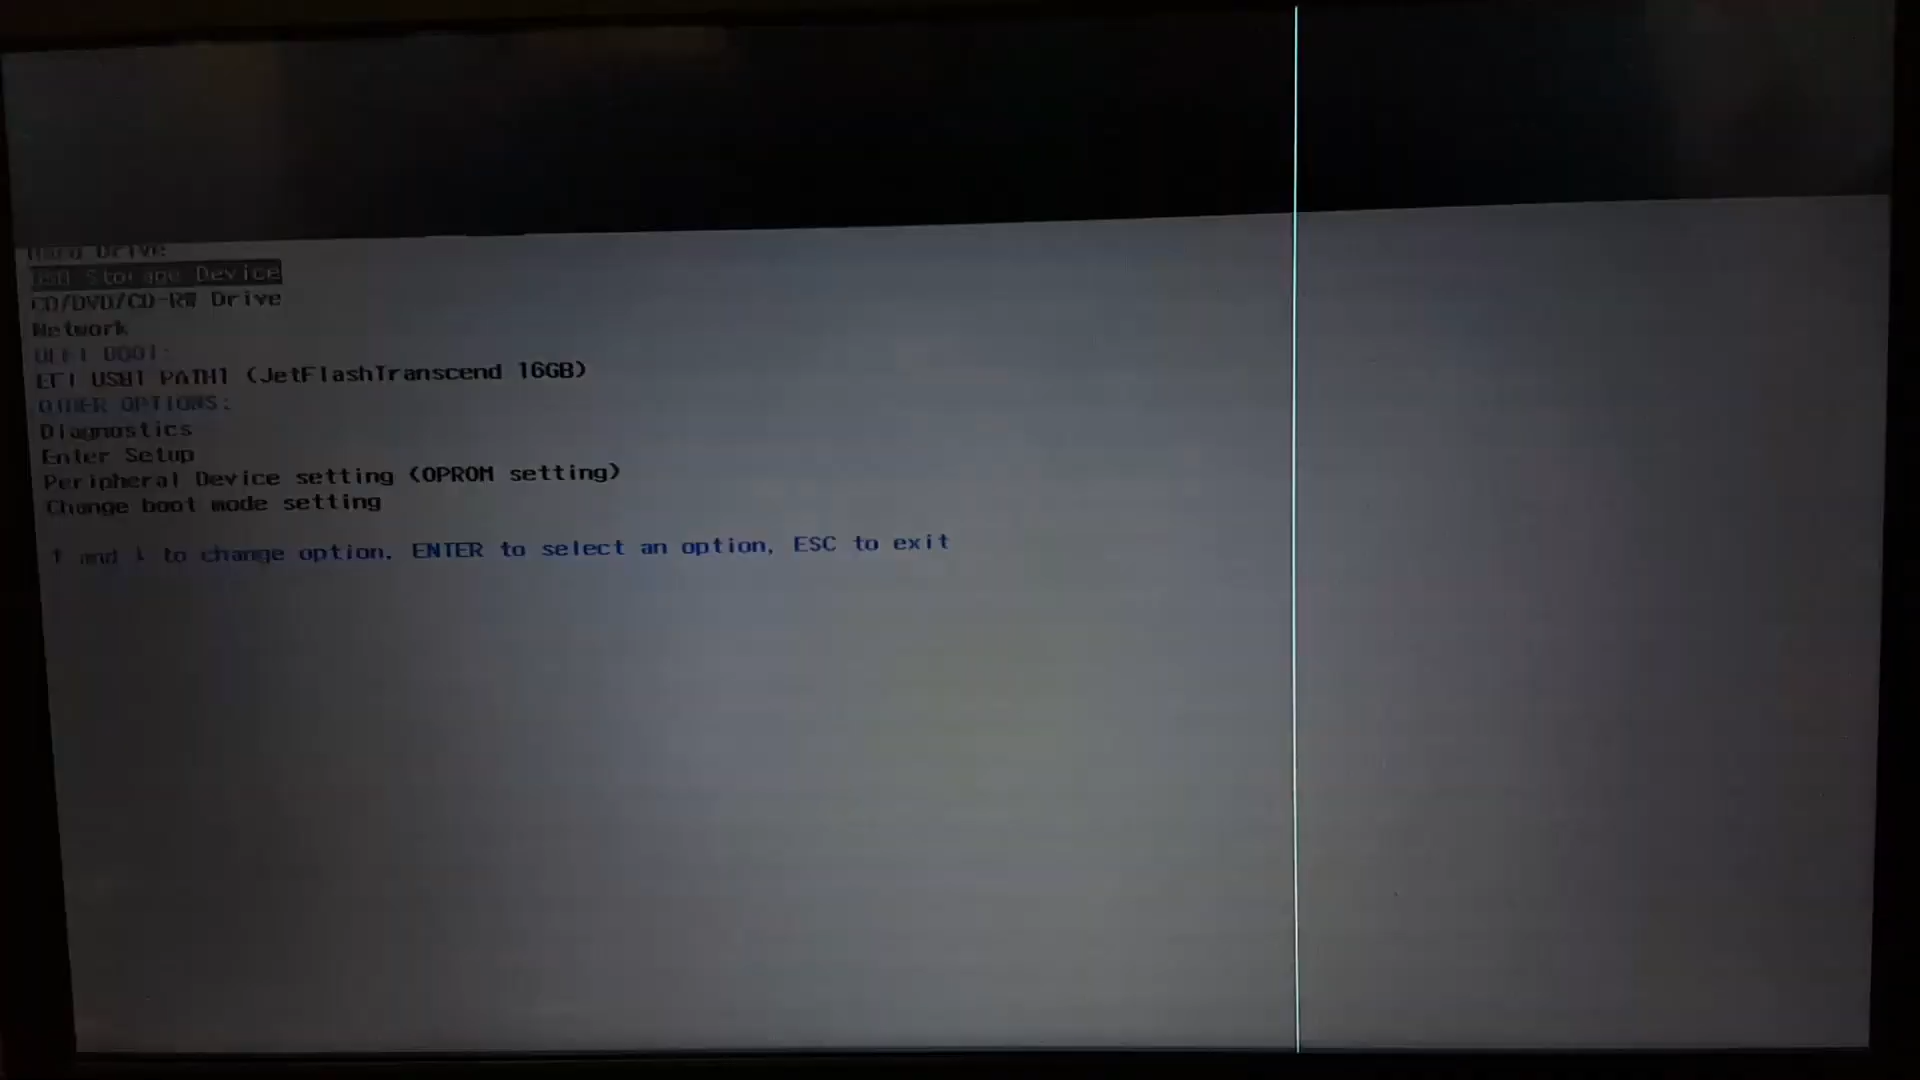 Hard Drive
USB Storage Device
CD/DVD/CD-RW Drive
Network
UEFI BOOT:
EFI USB1 PATH1 (JetFlashTranscend 16GB)
OTHER OPTIONS:
Diagnostics
Enter Setup
Peripheral Device setting (OPROM setting)
Change boot mode setting
↑ and ↓ to change option, ENTER to select an option, ESC to exit